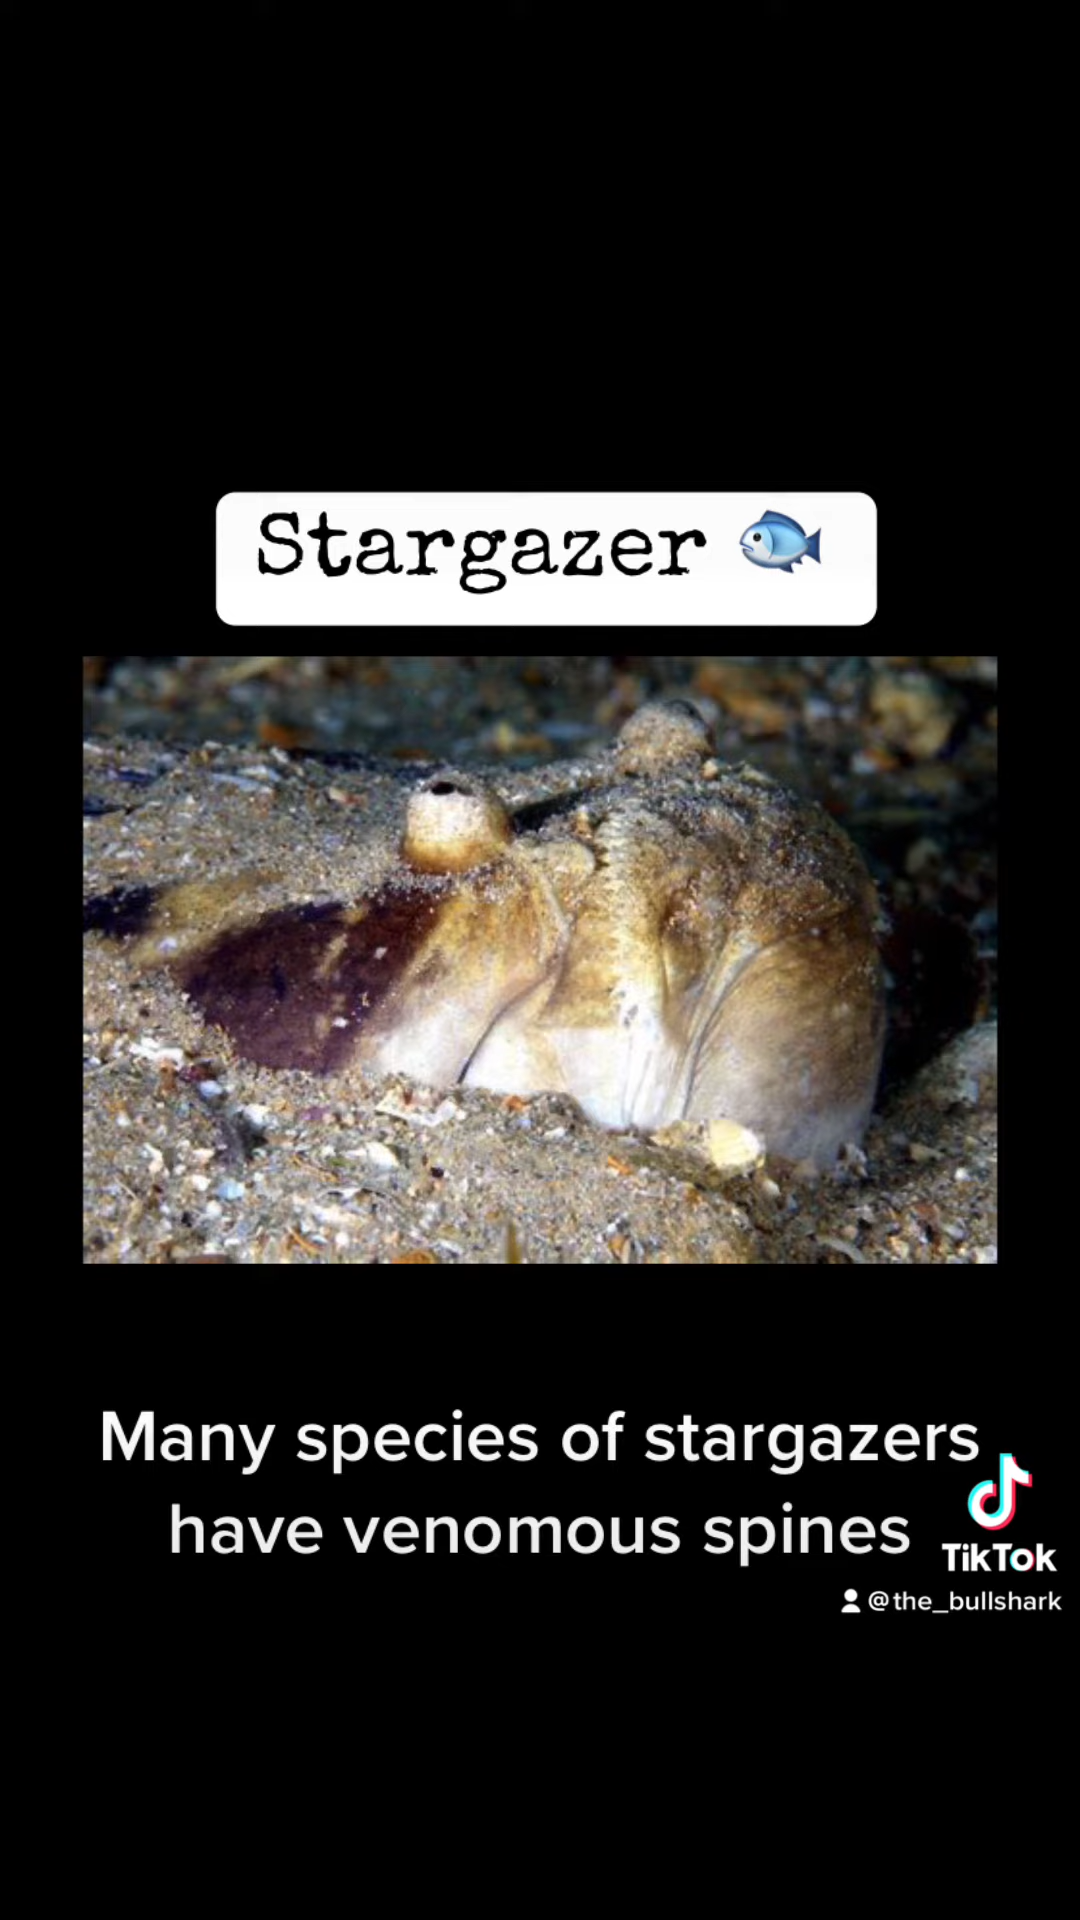 Stargazer 🐟
Many species of stargazers
have venomous spines
TikTok
@the_bullshark